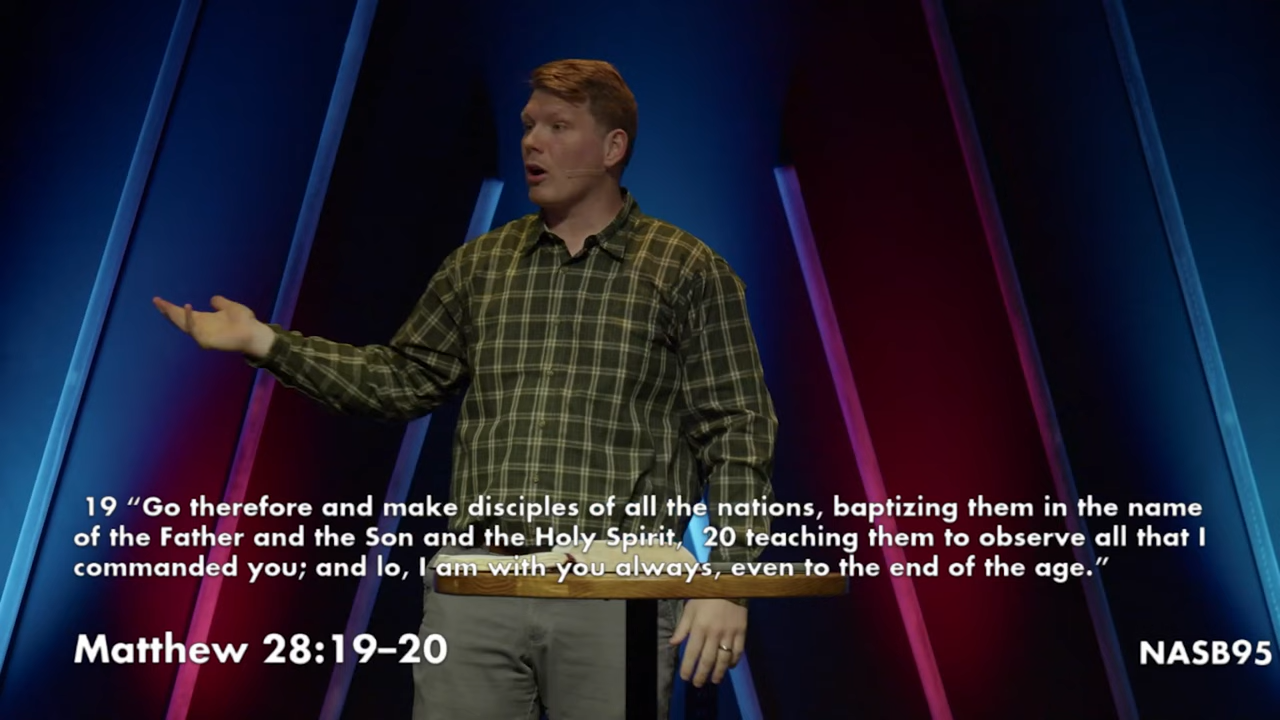 19 “Go therefore and make disciples of all the nations, baptizing them in the name
of the Father and the Son and the Holy Spirit, 20 teaching them to observe all that I
commanded you; and lo, I am with you always, even to the end of the age.”
Matthew 28:19–20
NASB95